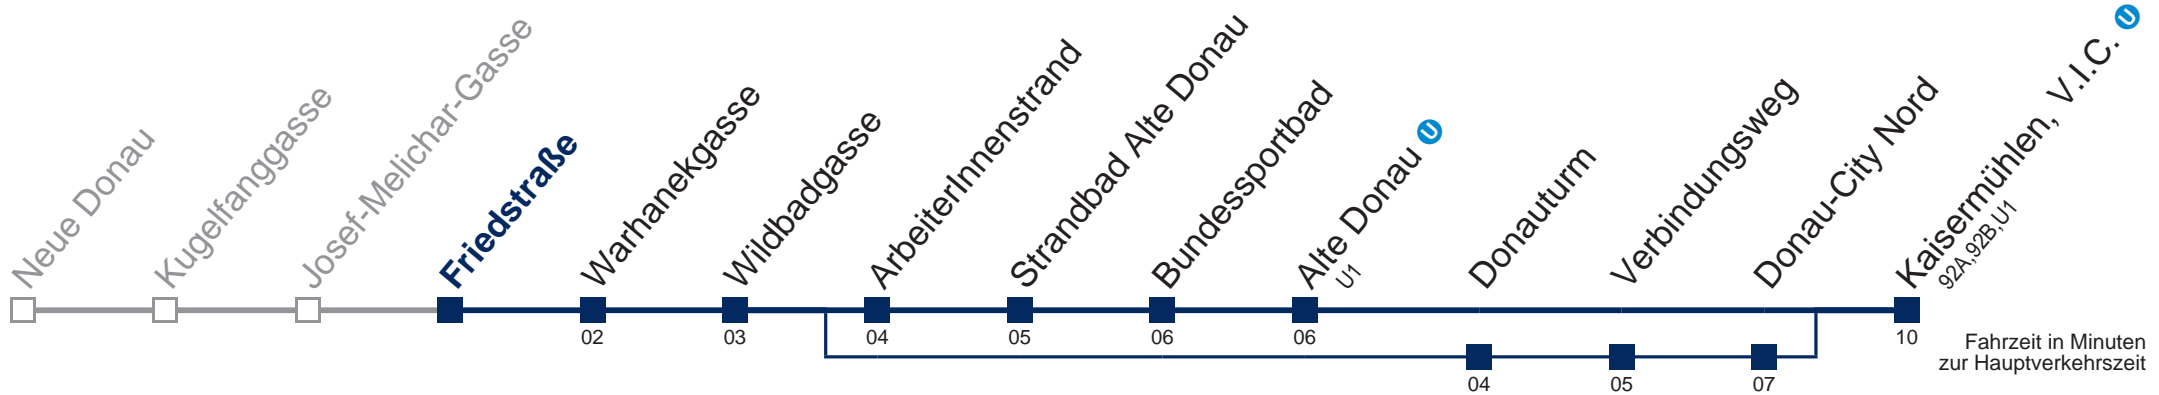 Neue Donau
Kugelfanggasse
Josef-Melichar-Gasse
Friedstraße
Warhanekgasse
Wildbadgasse
ArbeiterInnenstrand
Strandbad Alte Donau
Bundessportbad
Alte Donau U
U1
Donauturm
Verbindungsweg
Donau-City Nord
Kaisermühlen, V.I.C. U
92A,92B,U1
02
03
04
05
06
06
10
04
05
07
Fahrzeit in Minuten
zur Hauptverkehrszeit